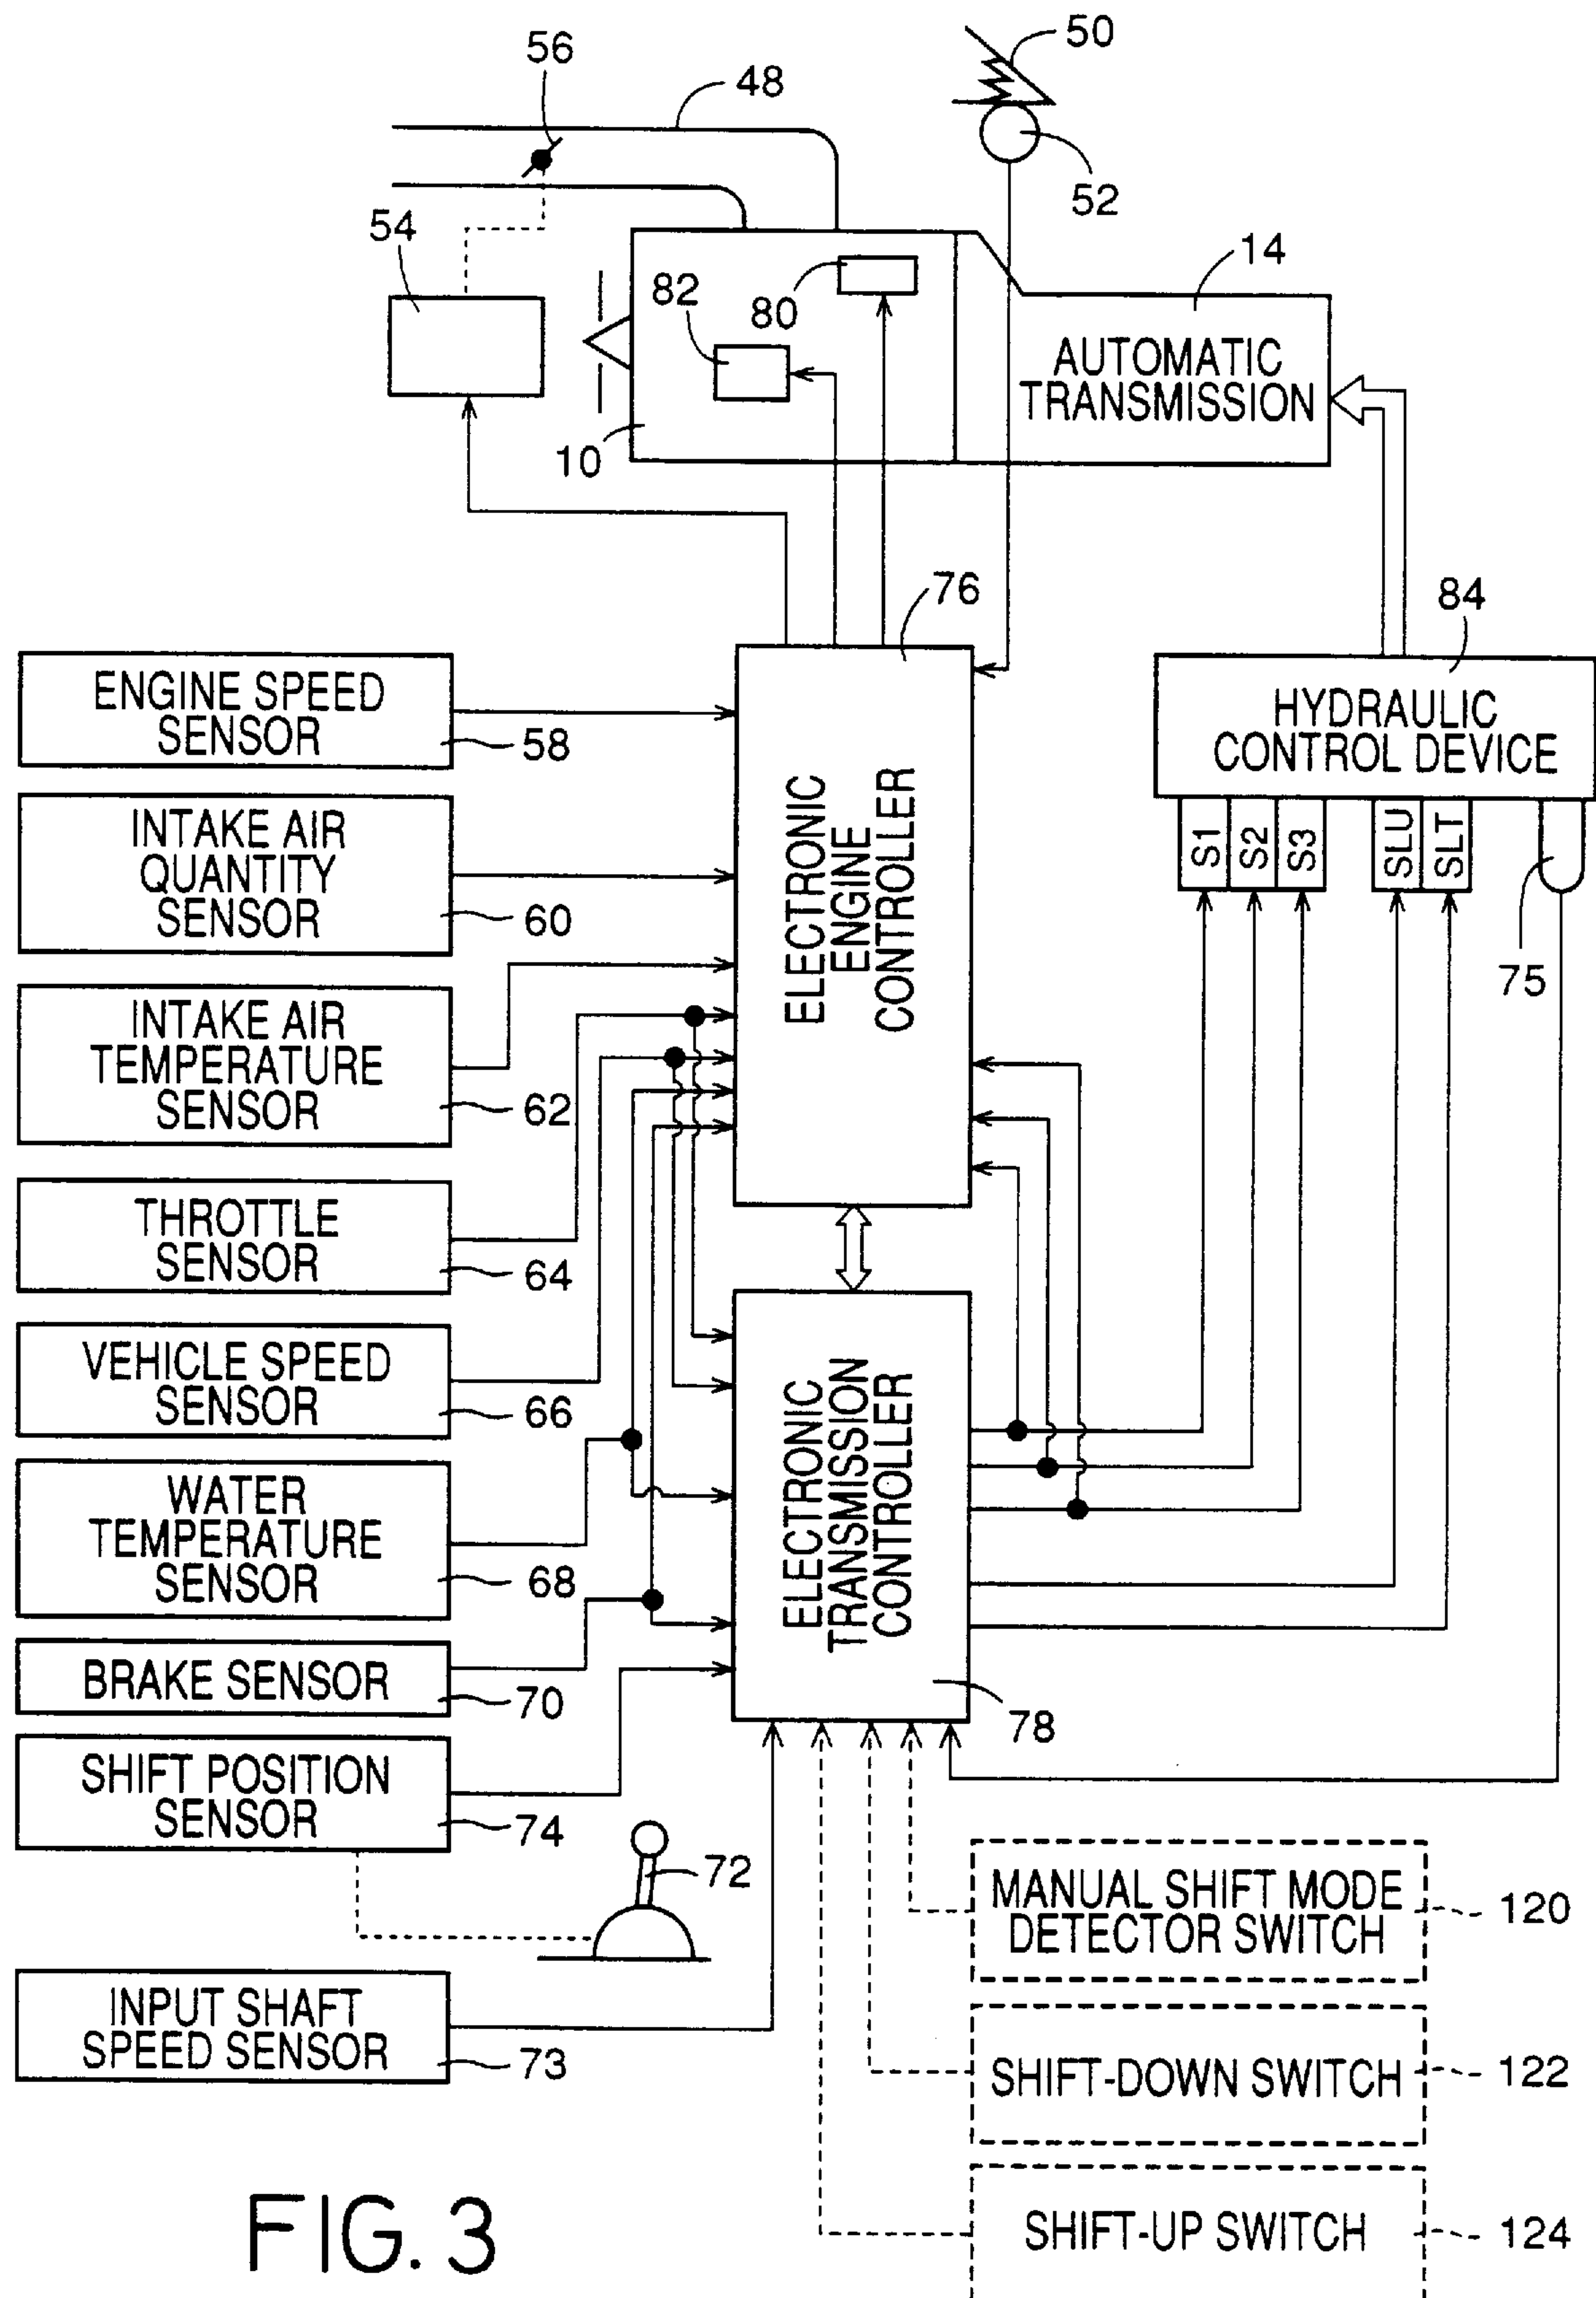 50
56
48
52
54
14
82
80
AUTOMATIC
TRANSMISSION
10
76
84
ENGINE SPEED
SENSOR
58
HYDRAULIC
CONTROL DEVICE
INTAKE AIR
QUANTITY
SENSOR
60
ELECTRONIC
ENGINE
CONTROLLER
S1
S2
S3
SLU
SLT
75
INTAKE AIR
TEMPERATURE
SENSOR
62
THROTTLE
SENSOR
64
VEHICLE SPEED
SENSOR
66
ELECTRONIC
TRANSMISSION
CONTROLLER
WATER
TEMPERATURE
SENSOR
68
BRAKE SENSOR
70
78
SHIFT POSITION
SENSOR
74
72
MANUAL SHIFT MODE
DETECTOR SWITCH
120
INPUT SHAFT
SPEED SENSOR
73
SHIFT-DOWN SWITCH
122
SHIFT-UP SWITCH
124
FIG. 3